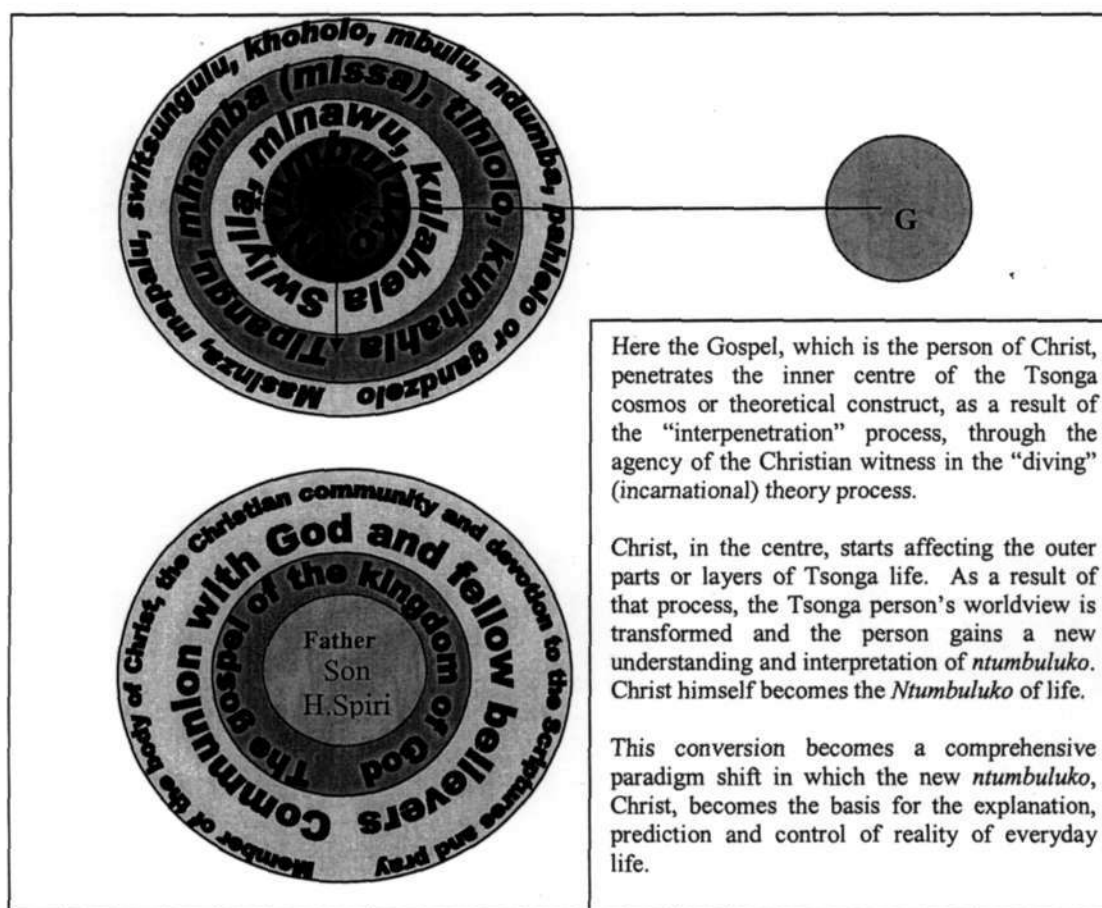 Masinza, mapalu, switsungulu, khoholo, mbulu, ndumba, pahlelo or gandzelo
Tipangu, mhamba (missa), tihlolo, kuphahla
Swiyila, minawu, kulahela
G
Here the Gospel, which is the person of Christ,
penetrates the inner centre of the Tsonga
cosmos or theoretical construct, as a result of
the “interpenetration” process, through the
agency of the Christian witness in the “diving”
(incarnational) theory process.
Christ, in the centre, starts affecting the outer
parts or layers of Tsonga life. As a result of
that process, the Tsonga person’s worldview is
transformed and the person gains a new
understanding and interpretation of ntumbuluko.
Christ himself becomes the Ntumbuluko of life.
This conversion becomes a comprehensive
paradigm shift in which the new ntumbuluko,
Christ, becomes the basis for the explanation,
prediction and control of reality of everyday
life.
Member of the body of Christ, the Christian community and devotion to the Scriptures and pray
Communion with God and fellow believers
The gospel of the kingdom of God
Father
Son
H.Spiri